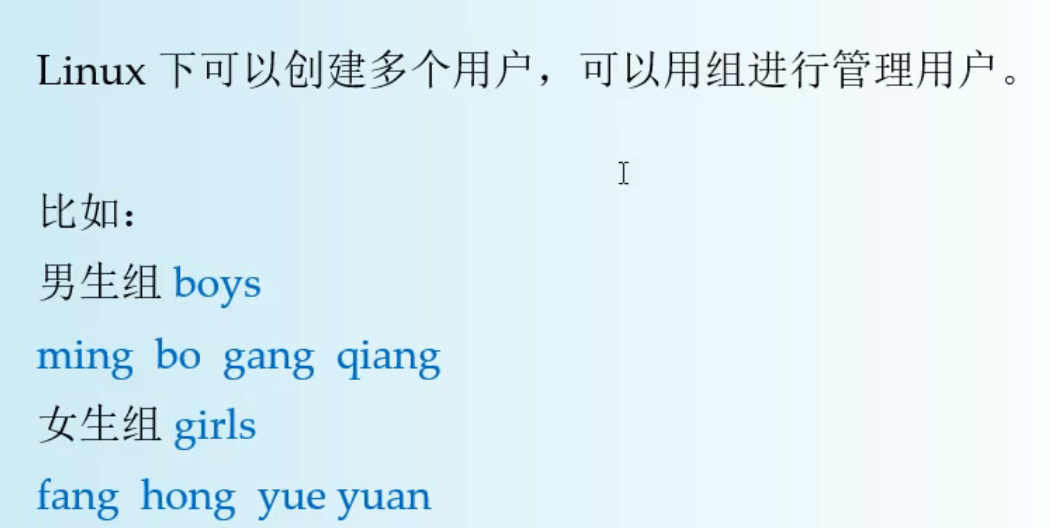 Linux 下可以创建多个用户，可以用组进行管理用户。
比如：
男生组 boys
ming bo gang qiang
女生组 girls
fang hong yue yuan